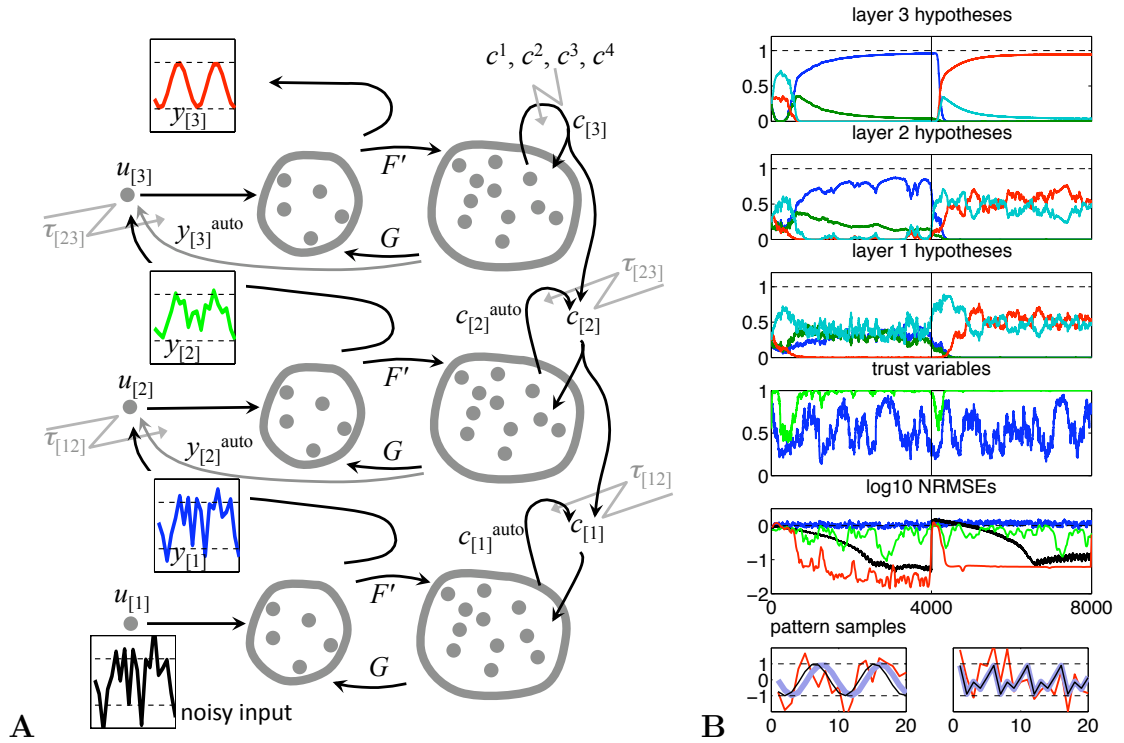 c¹, c², c³, c⁴
c[3]
y[3]
F'
u[3]
τ[23]
y[3]auto
G
y[2]
c[2]auto
τ[23]
c[2]
F'
u[2]
τ[12]
y[2]auto
G
y[1]
c[1]auto
τ[12]
c[1]
F'
u[1]
G
noisy input
A
layer 3 hypotheses
1
0.5
0
layer 2 hypotheses
1
0.5
0
layer 1 hypotheses
1
0.5
0
trust variables
1
0.5
0
log10 NRMSEs
0
−1
−2
0 4000 8000
pattern samples
1
0
−1
0 10 20
0 10 20
B